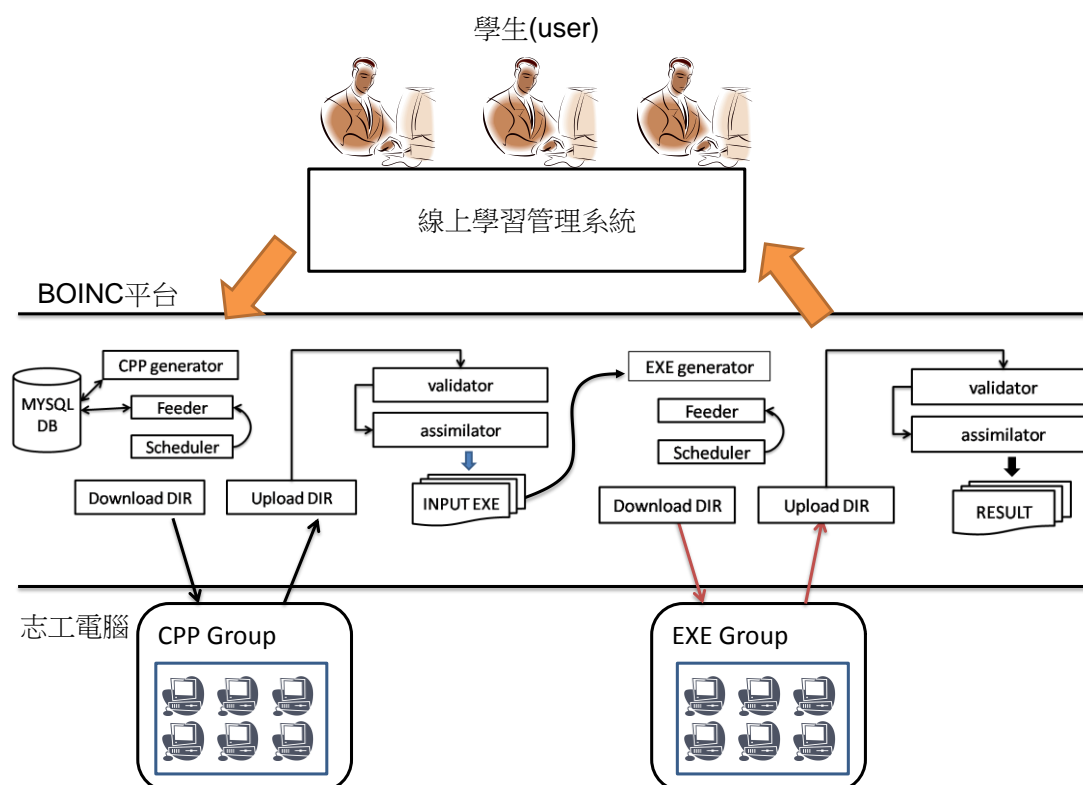 學生(user)
線上學習管理系統
BOINC平台
MYSQL
DB
CPP generator
Feeder
Scheduler
Download DIR
Upload DIR
validator
assimilator
INPUT EXE
EXE generator
Feeder
Scheduler
Download DIR
Upload DIR
validator
assimilator
RESULT
志工電腦
CPP Group
EXE Group